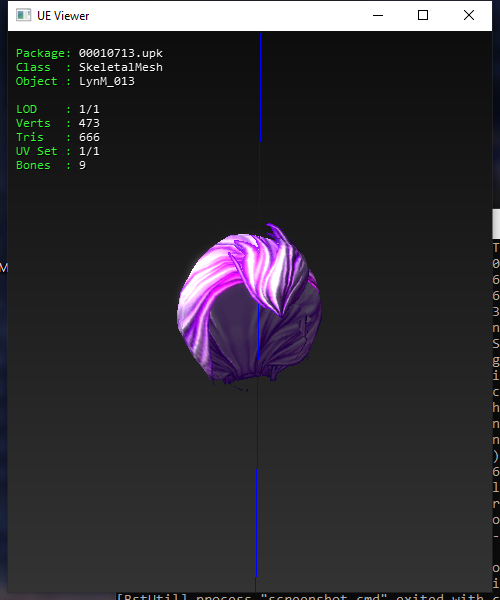 UE Viewer
Package: 00010713.upk
Class : SkeletalMesh
Object : LynM_013
LOD : 1/1
Verts : 473
Tris : 666
UV Set : 1/1
Bones : 9
[BstUtil] process "screenshot.cmd" exited with c